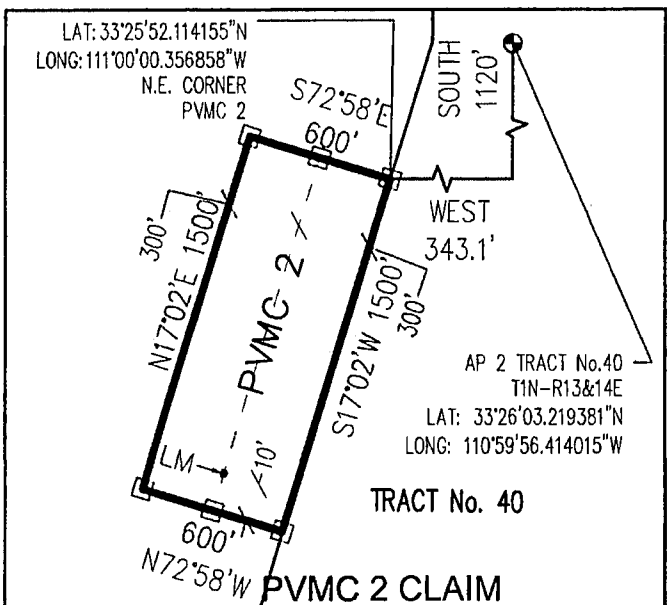 LAT: 33°25'52.114155"N
LONG: 111°00'00.356858"W
N.E. CORNER
PVMC 2
S72°58'E
600'
SOUTH
1120'
WEST
343.1'
300'
N17°02'E 1500'
PVMC 2
S17°02'W 1500'
300'
AP 2 TRACT No.40
T1N-R13&14E
LAT: 33°26'03.219381"N
LONG: 110°59'56.414015"W
LM
10'
TRACT No. 40
600'
N72°58'W
PVMC 2 CLAIM